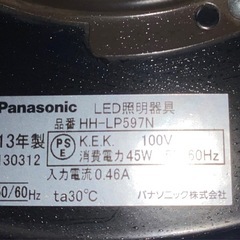 Panasonic LED照明器具
品番 HH-LP597N
13年製 PSE K.E.K. 100V
130312 消費電力45W 60Hz
入力電流0.46A
50/60Hz ta30℃ パナソニック株式会社